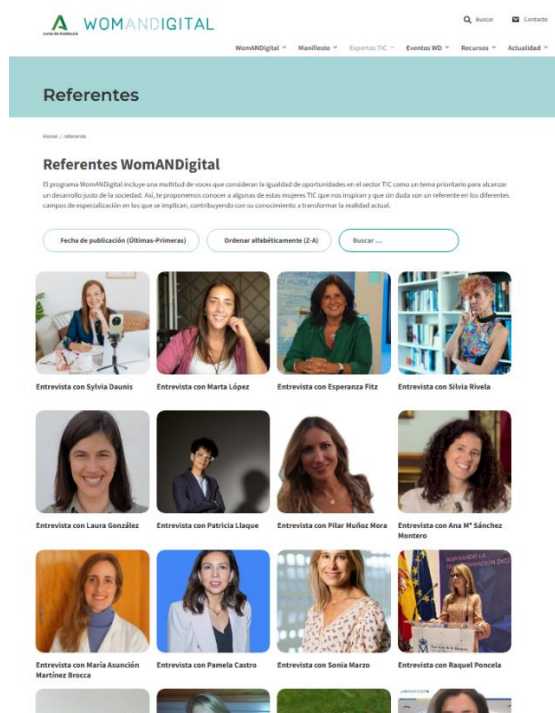 Junta de Andalucía
WOMANDIGITAL
Buscar
Contacto
WomANDigital
Manifiesto
Expertas TIC
Eventos WD
Recursos
Actualidad
Referentes
Home / referente
Referentes WomANDigital
El programa WomANDigital incluye una multitud de voces que consideran la igualdad de oportunidades en el sector TIC como un tema prioritario para alcanzar
un desarrollo justo de la sociedad. Así, te proponemos conocer a algunas de estas mujeres TIC que nos inspiran y que sin duda son un referente en los diferentes
campos de especialización en los que se implican, contribuyendo con su conocimiento a transformar la realidad actual.
Fecha de publicación (Últimas-Primeras)
Ordenar alfabéticamente (Z-A)
Buscar ...
Entrevista con Sylvia Daunis
Entrevista con Marta López
Entrevista con Esperanza Fitz
Entrevista con Silvia Rivela
Entrevista con Laura González
Entrevista con Patricia Llaque
Entrevista con Pilar Muñoz Mora
Entrevista con Ana Mª Sánchez
Montero
Entrevista con María Asunción
Martínez Brocca
Entrevista con Pamela Castro
Entrevista con Sonia Marzo
Entrevista con Raquel Poncela